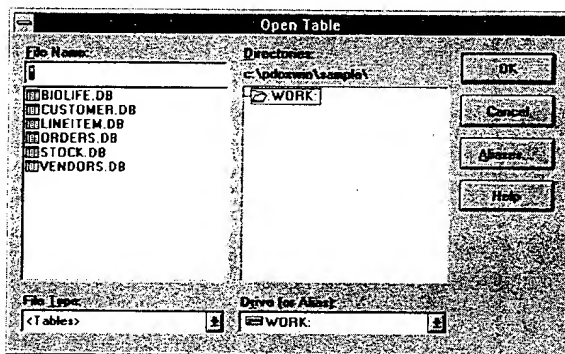 Open Table
File Name:
BIOLIFE.DB
CUSTOMER.DB
LINEITEM.DB
ORDERS.DB
STOCK.DB
VENDORS.DB
File Type:
<Tables>
Directories:
c:\pdoxwin\sample\
WORK:
Drive (or Alias):
WORK:
OK
Cancel
Aliases...
Help